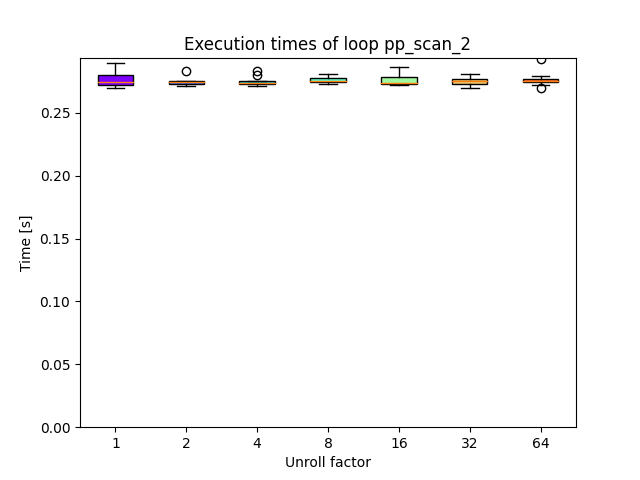 Execution times of loop pp_scan_2
0.25
0.20
0.15
0.10
0.05
0.00
Time [s]
1 2 4 8 16 32 64
Unroll factor